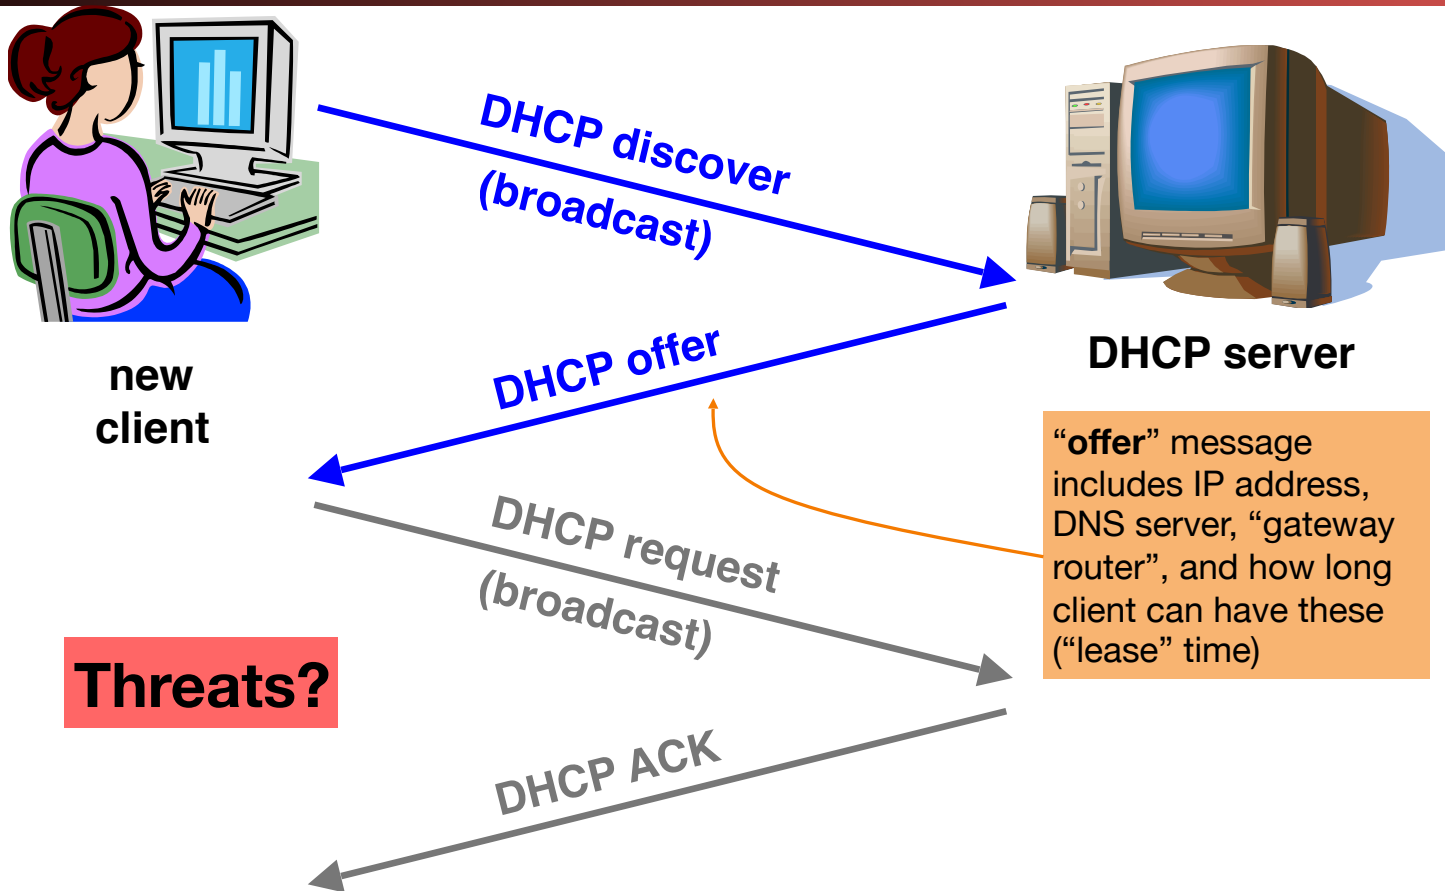 DHCP discover
(broadcast)
DHCP offer
new
client
DHCP server
“offer” message
includes IP address,
DNS server, “gateway
router”, and how long
client can have these
(“lease” time)
DHCP request
(broadcast)
Threats?
DHCP ACK